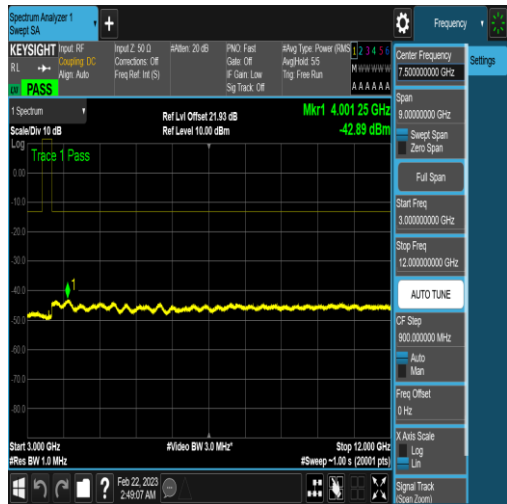 Spectrum Analyzer 1
Swept SA
+
Frequency
KEYSIGHT Input: RF Input Z: 50 Ω #Atten: 20 dB PNO: Fast #Avg Type: Power (RMS 1 2 3 4 5 6
RL Coupling: DC Corrections: Off Gate: Off Avg|Hold: 5/5 M W W W W W
Align: Auto Freq Ref: Int (S) IF Gain: Low Trig: Free Run
PASS Sig Track: Off A A A A A A
1 Spectrum
Ref Lvl Offset 21.93 dB Mkr1 4.001 25 GHz
Scale/Div 10 dB Ref Level 10.00 dBm -42.89 dBm
Log
Trace 1 Pass
0.00
-10.0
-20.0
-30.0
-40.0
1
-50.0
-60.0
-70.0
-80.0
Start 3.000 GHz #Video BW 3.0 MHz* Stop 12.000 GHz
#Res BW 1.0 MHz #Sweep ~1.00 s (20001 pts)
? Feb 22, 2023
2:49:07 AM
Center Frequency
7.500000000 GHz
Settings
Span
9.00000000 GHz
Swept Span
Zero Span
Full Span
Start Freq
3.000000000 GHz
Stop Freq
12.000000000 GHz
AUTO TUNE
CF Step
900.000000 MHz
Auto
Man
Freq Offset
0 Hz
X Axis Scale
Log
Lin
Signal Track
(Span Zoom)